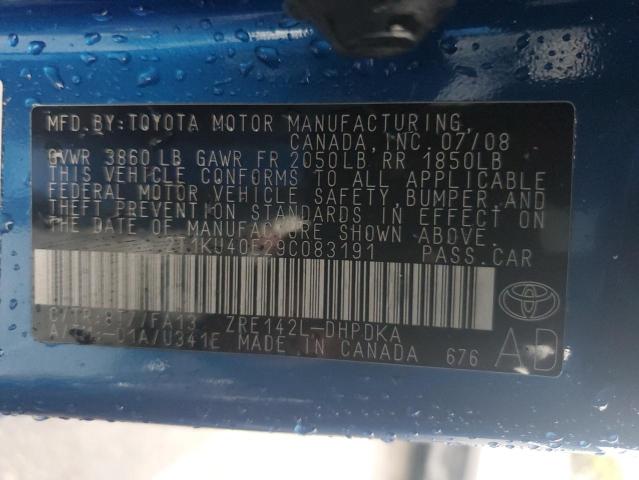 MFD.BY:TOYOTA MOTOR MANUFACTURING,
CANADA, INC. 07/08
GVWR 3860 LB GAWR FR 2050LB RR 1850LB
THIS VEHICLE CONFORMS TO ALL APPLICABLE
FEDERAL MOTOR VEHICLE SAFETY, BUMPER, AND
THEFT PREVENTION STANDARDS IN EFFECT ON
THE DATE OF MANUFACTURE SHOWN ABOVE.
PASS.CAR
ZRE142L-DHPDKA
MADE IN CANADA 676
AD